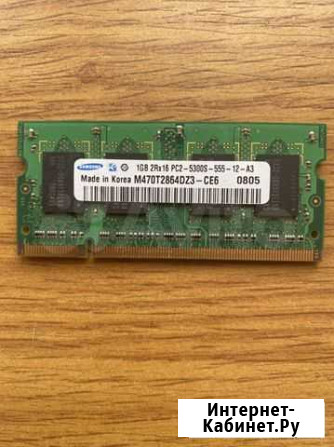 SAMSUNG 1GB 2Rx16 PC2-5300S-555-12-A3
Made in Korea M470T2864DZ3-CE6 0805
Интернет-
Кабинет.Ру